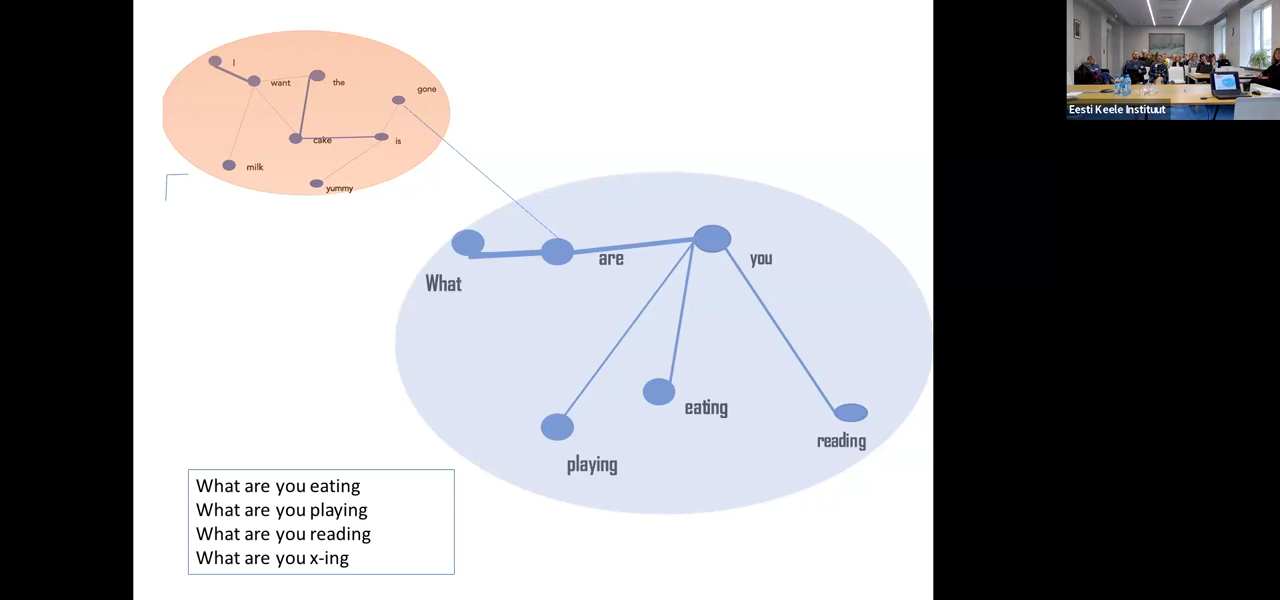 I
want
the
gone
cake
is
milk
yummy
What
are
you
playing
eating
reading
What are you eating
What are you playing
What are you reading
What are you x-ing
Eesti Keele Instituut